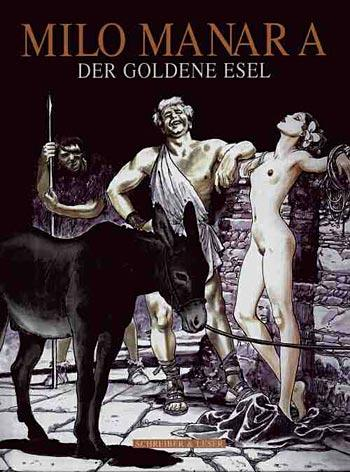 MILO MANARA
DER GOLDENE ESEL
SCHREIBER & LESER